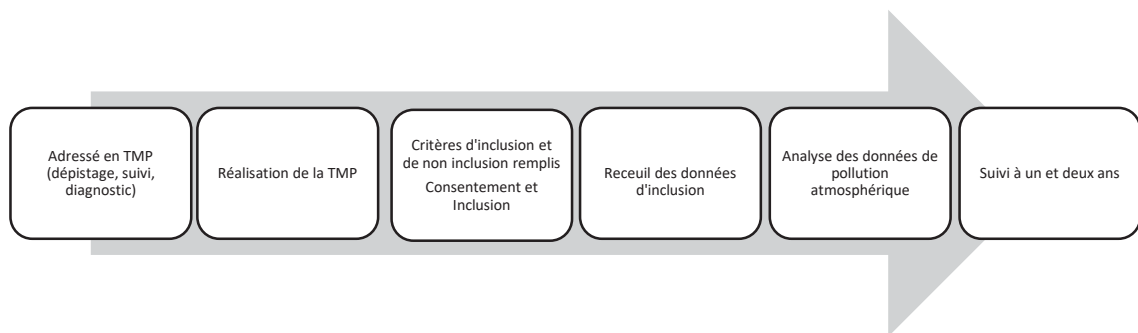 Adressé en TMP
(dépistage, suivi,
diagnostic)
Réalisation de la TMP
Critères d'inclusion et
de non inclusion remplis
Consentement et
Inclusion
Receuil des données
d'inclusion
Analyse des données de
pollution
atmosphérique
Suivi à un et deux ans